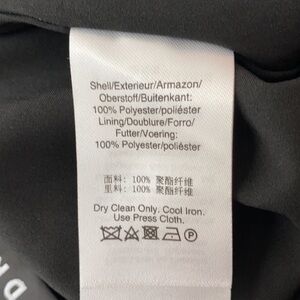 Shell/Exterieur/Armazon/
Oberstoff/Buitenkant:
100% Polyester/poliéster
Lining/Doublure/Forro/
Futter/Voering:
100% Polyester/poliéster
面料: 100% 聚酯纤维
里料: 100% 聚酯纤维
Dry Clean Only. Cool Iron.
Use Press Cloth.